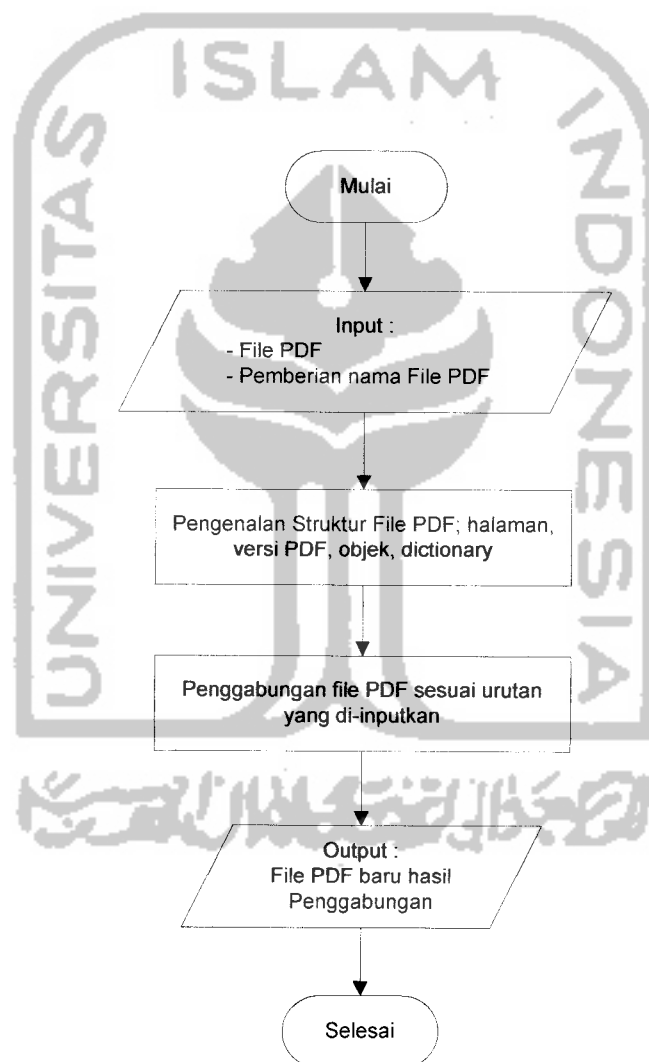 ISLAM
UNIVERSITAS
INDONESIA
Mulai
Input :
- File PDF
- Pemberian nama File PDF
Pengenalan Struktur File PDF; halaman,
versi PDF, objek, dictionary
Penggabungan file PDF sesuai urutan
yang di-inputkan
Output :
File PDF baru hasil
Penggabungan
Selesai